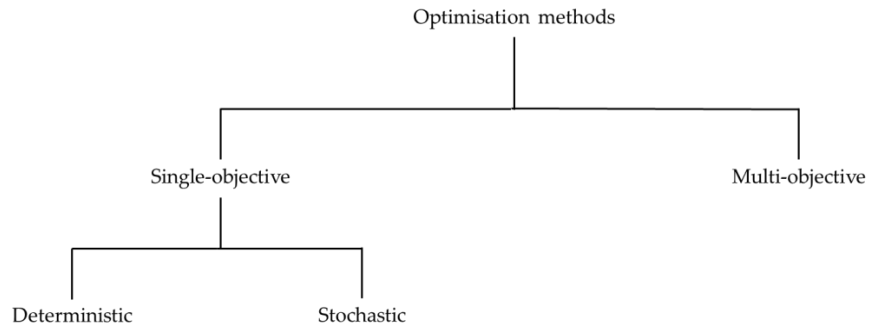 Optimisation methods
Single-objective
Multi-objective
Deterministic
Stochastic